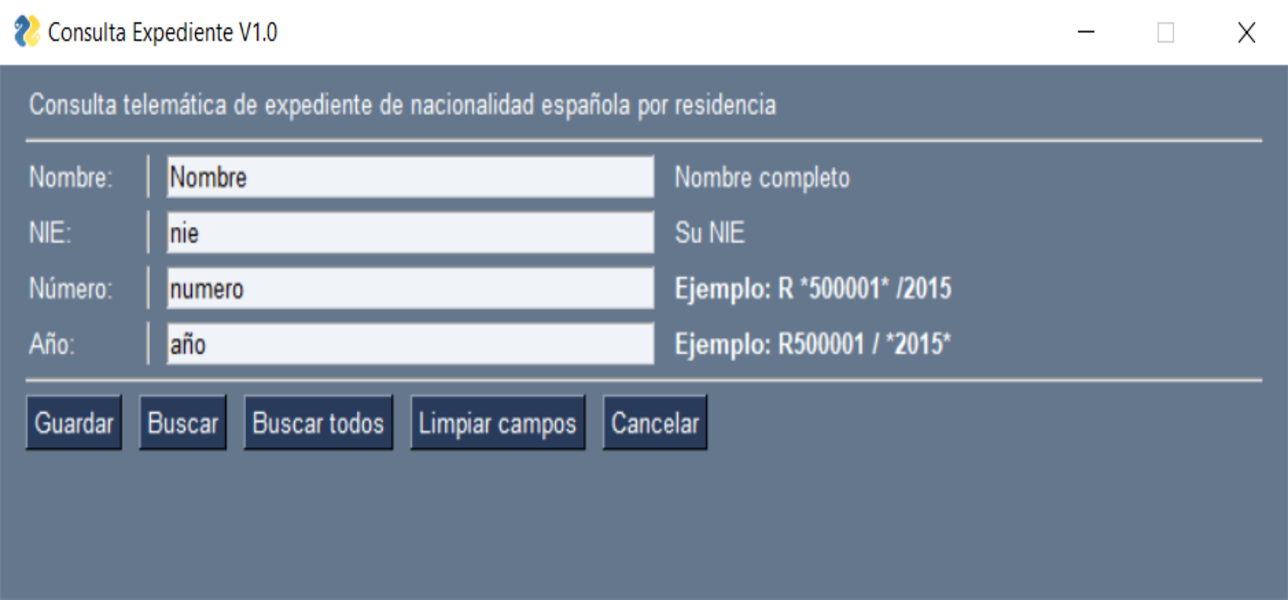 Consulta Expediente V1.0
Consulta telemática de expediente de nacionalidad española por residencia
Nombre: Nombre Nombre completo
NIE: nie Su NIE
Número: numero Ejemplo: R *500001* /2015
Año: año Ejemplo: R500001 / *2015*
Guardar Buscar Buscar todos Limpiar campos Cancelar